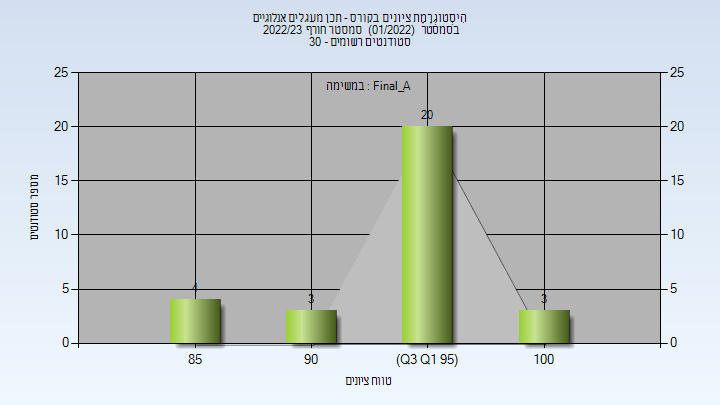 הִיסְטוֹגְרָמַת ציונים בקורס - תכן מעגלים אנלוגיים
בסמסטר (01/2022) סמסטר חורף 2022/23
סטודנטים רשומים - 30
במשימה : Final_A
25 25
20 20
15 15
10 10
5 5
0 0
מספר סטודנטים
4
3
20
3
85 90 (Q3 Q1 95) 100
טווח ציונים